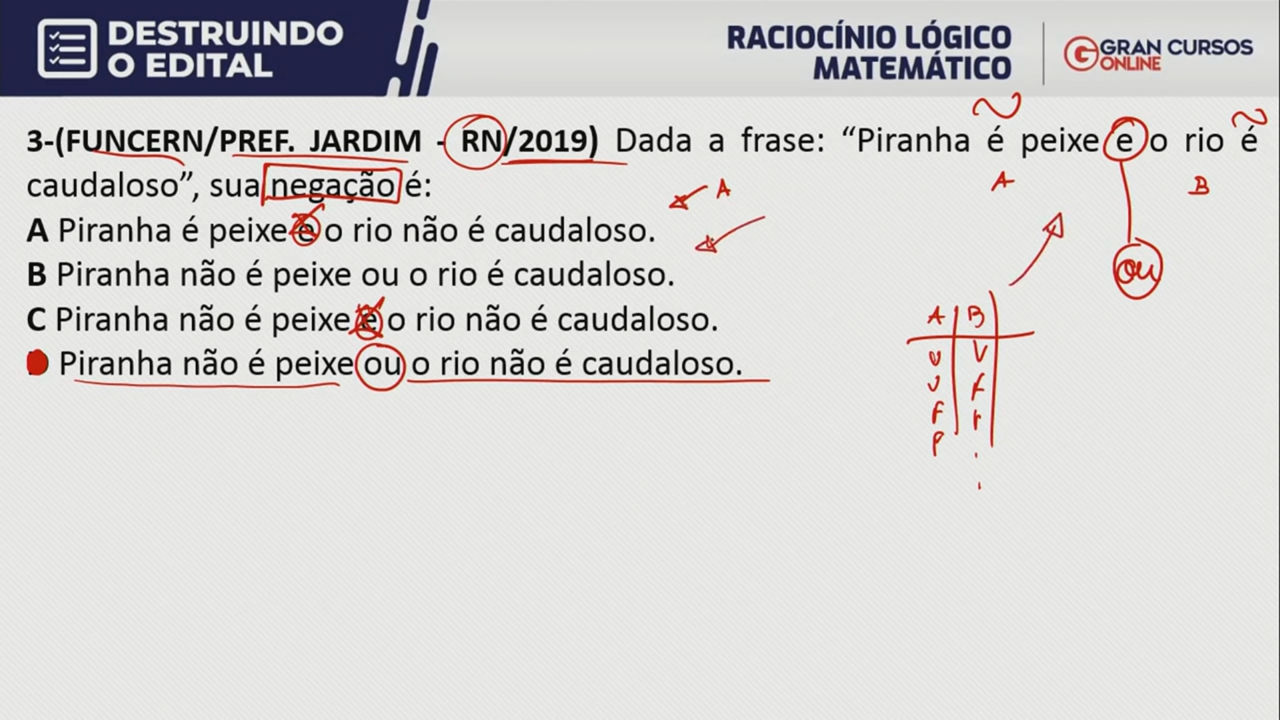 DESTRUINDO
O EDITAL
RACIOCÍNIO LÓGICO
MATEMÁTICO
GRAN CURSOS
ONLINE
3-(FUNCERN/PREF. JARDIM - RN/2019) Dada a frase: “Piranha é peixe e o rio é
caudaloso”, sua negação é:
A B
A
A Piranha é peixe e o rio não é caudaloso.
B Piranha não é peixe ou o rio é caudaloso.
ou
C Piranha não é peixe e o rio não é caudaloso.
Piranha não é peixe ou o rio não é caudaloso.
A B
V V
V F
F
F